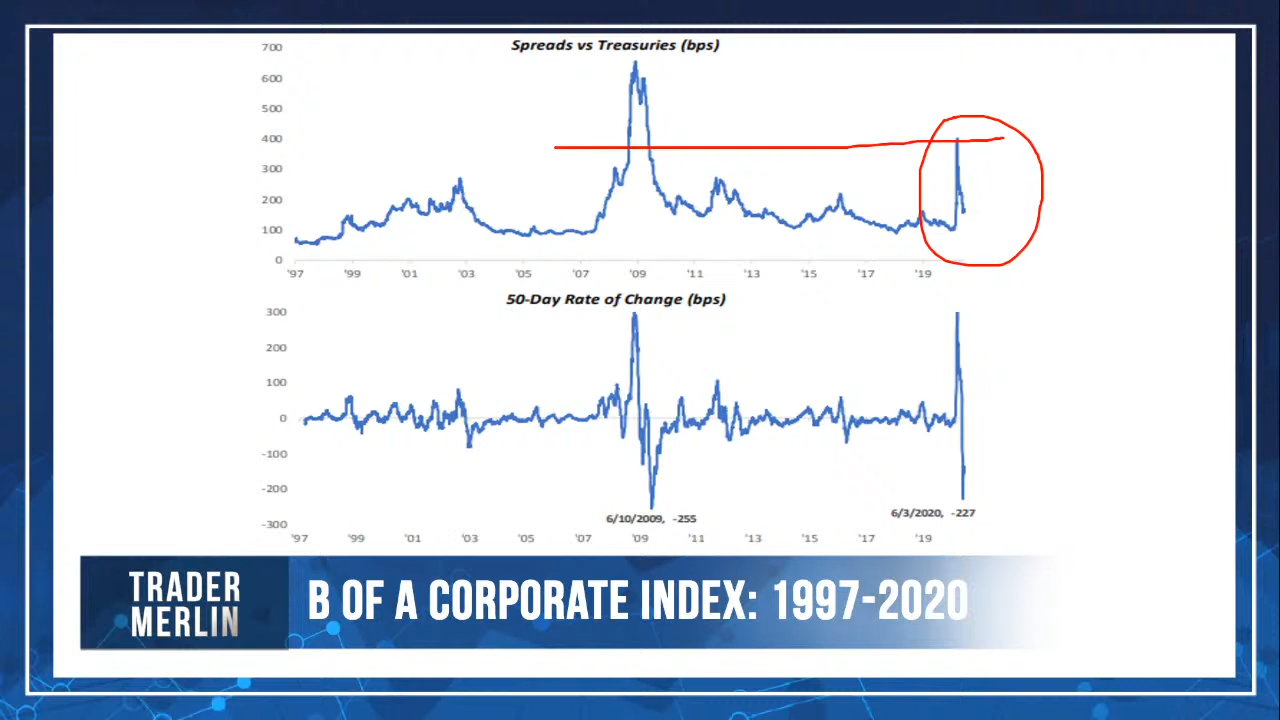 Spreads vs Treasuries (bps)
700
600
500
400
300
200
100
0
'97 '99 '01 '03 '05 '07 '09 '11 '13 '15 '17 '19
50-Day Rate of Change (bps)
300
200
100
0
-100
-200
-300
6/10/2009, -255
6/3/2020, -227
'97 '99 '01 '03 '05 '07 '09 '11 '13 '15 '17 '19
TRADER
MERLIN
B OF A CORPORATE INDEX: 1997-2020